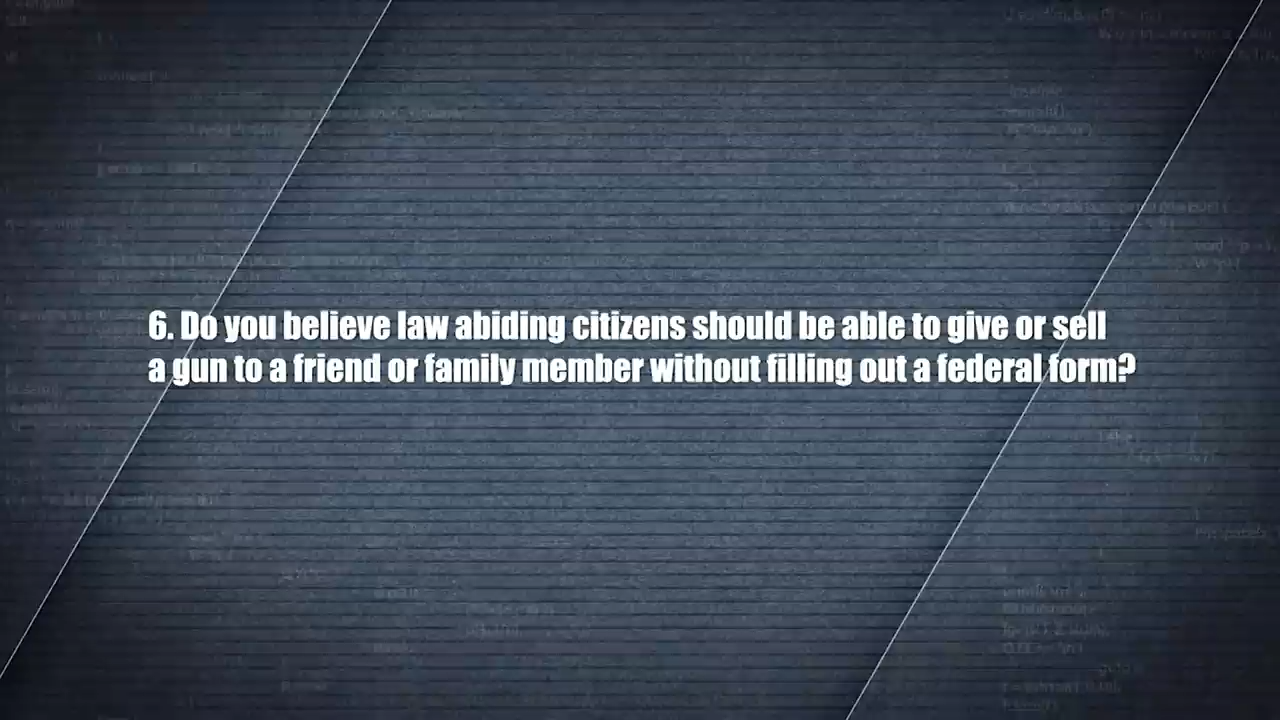 6. Do you believe law abiding citizens should be able to give or sell
a gun to a friend or family member without filling out a federal form?